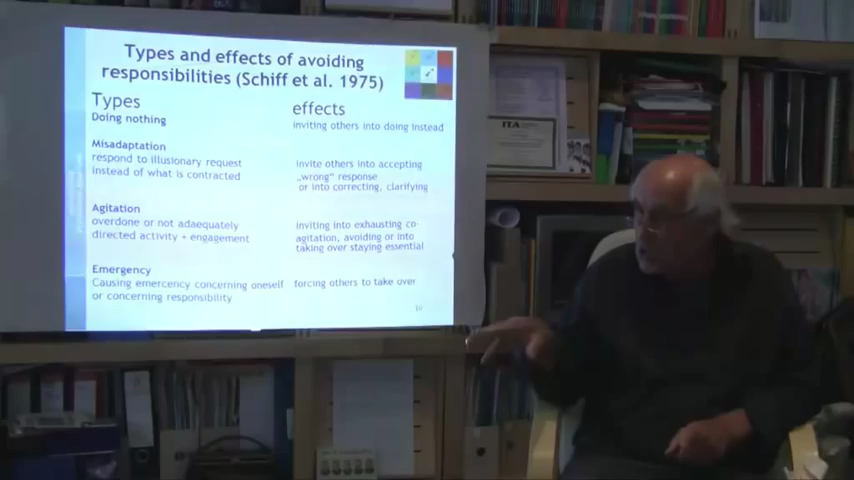 Types and effects of avoiding
responsibilities (Schiff et al. 1975)
Types
effects
Doing nothing
inviting others into doing instead
Misadaptation
respond to illusionary request
instead of what is contracted
invite others into accepting
„wrong" response
or into correcting, clarifying
Agitation
overdone or not adaequately
directed activity + engagement
inviting into exhausting co-
agitation, avoiding or into
taking over staying essential
Emergency
Causing emercency concerning oneself
or concerning responsibility
forcing others to take over
10
ITA